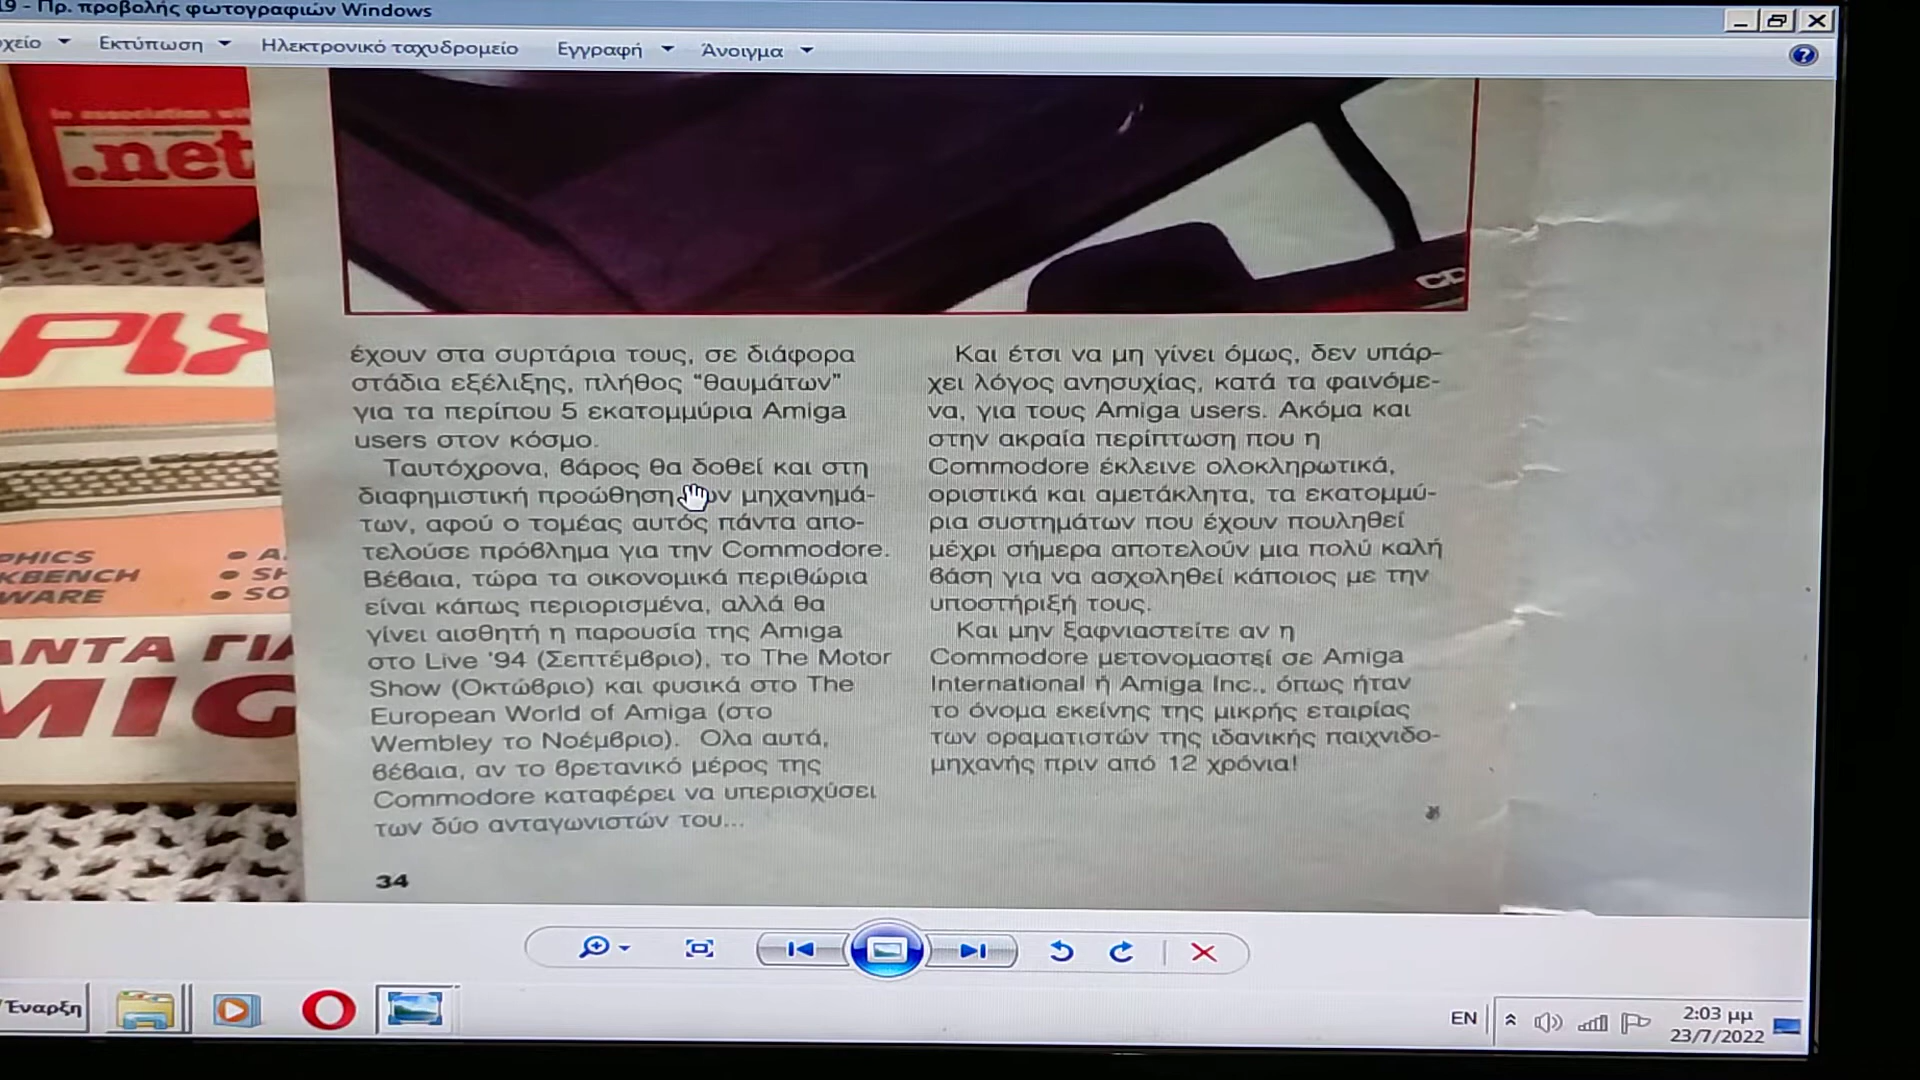 19 - Πρ. προβολής φωτογραφιών Windows
Εκτύπωση Ηλεκτρονικό ταχυδρομείο Εγγραφή Άνοιγμα
.net
CD
έχουν στα συρτάρια τους, σε διάφορα
στάδια εξέλιξης, πλήθος "θαυμάτων"
για τα περίπου 5 εκατομμύρια Amiga
users στον κόσμο.
Ταυτόχρονα, βάρος θα δοθεί και στη
διαφημιστική προώθηση των μηχανημά-
των, αφού ο τομέας αυτός πάντα απο-
τελούσε πρόβλημα για την Commodore.
Βέβαια, τώρα τα οικονομικά περιθώρια
είναι κάπως περιορισμένα, αλλά θα
γίνει αισθητή η παρουσία της Amiga
στο Live '94 (Σεπτέμβριο), το The Motor
Show (Οκτώβριο) και φυσικά στο The
European World of Amiga (στο
Wembley το Νοέμβριο). Ολα αυτά,
βέβαια, αν το βρετανικό μέρος της
Commodore καταφέρει να υπερισχύσει
των δύο ανταγωνιστών του...
34
Και έτσι να μη γίνει όμως, δεν υπάρ-
χει λόγος ανησυχίας, κατά τα φαινόμε-
να, για τους Amiga users. Ακόμα και
στην ακραία περίπτωση που η
Commodore έκλεινε ολοκληρωτικά,
οριστικά και αμετάκλητα, τα εκατομμύ-
ρια συστημάτων που έχουν πουληθεί
μέχρι σήμερα αποτελούν μια πολύ καλή
βάση για να ασχοληθεί κάποιος με την
υποστήριξή τους.
Και μην ξαφνιαστείτε αν η
Commodore μετονομαστεί σε Amiga
International ή Amiga Inc., όπως ήταν
το όνομα εκείνης της μικρής εταιρίας
των οραματιστών της ιδανικής παιχνιδο-
μηχανής πριν από 12 χρόνια!
Έναρξη
EN
2:03 μμ
23/7/2022